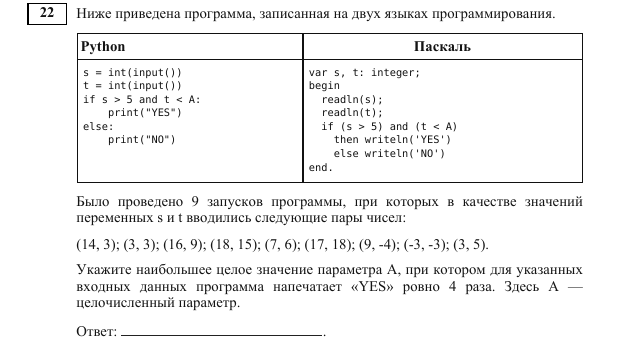 22 Ниже приведена программа, записанная на двух языках программирования.
Python
s = int(input())
t = int(input())
if s > 5 and t < A:
    print("YES")
else:
    print("NO")
Паскаль
var s, t: integer;
begin
  readln(s);
  readln(t);
  if (s > 5) and (t < A)
    then writeln('YES')
    else writeln('NO')
end.
Было проведено 9 запусков программы, при которых в качестве значений
переменных s и t вводились следующие пары чисел:
(14, 3); (3, 3); (16, 9); (18, 15); (7, 6); (17, 18); (9, -4); (-3, -3); (3, 5).
Укажите наибольшее целое значение параметра A, при котором для указанных
входных данных программа напечатает «YES» ровно 4 раза. Здесь A —
целочисленный параметр.
Ответ: ______________________________.